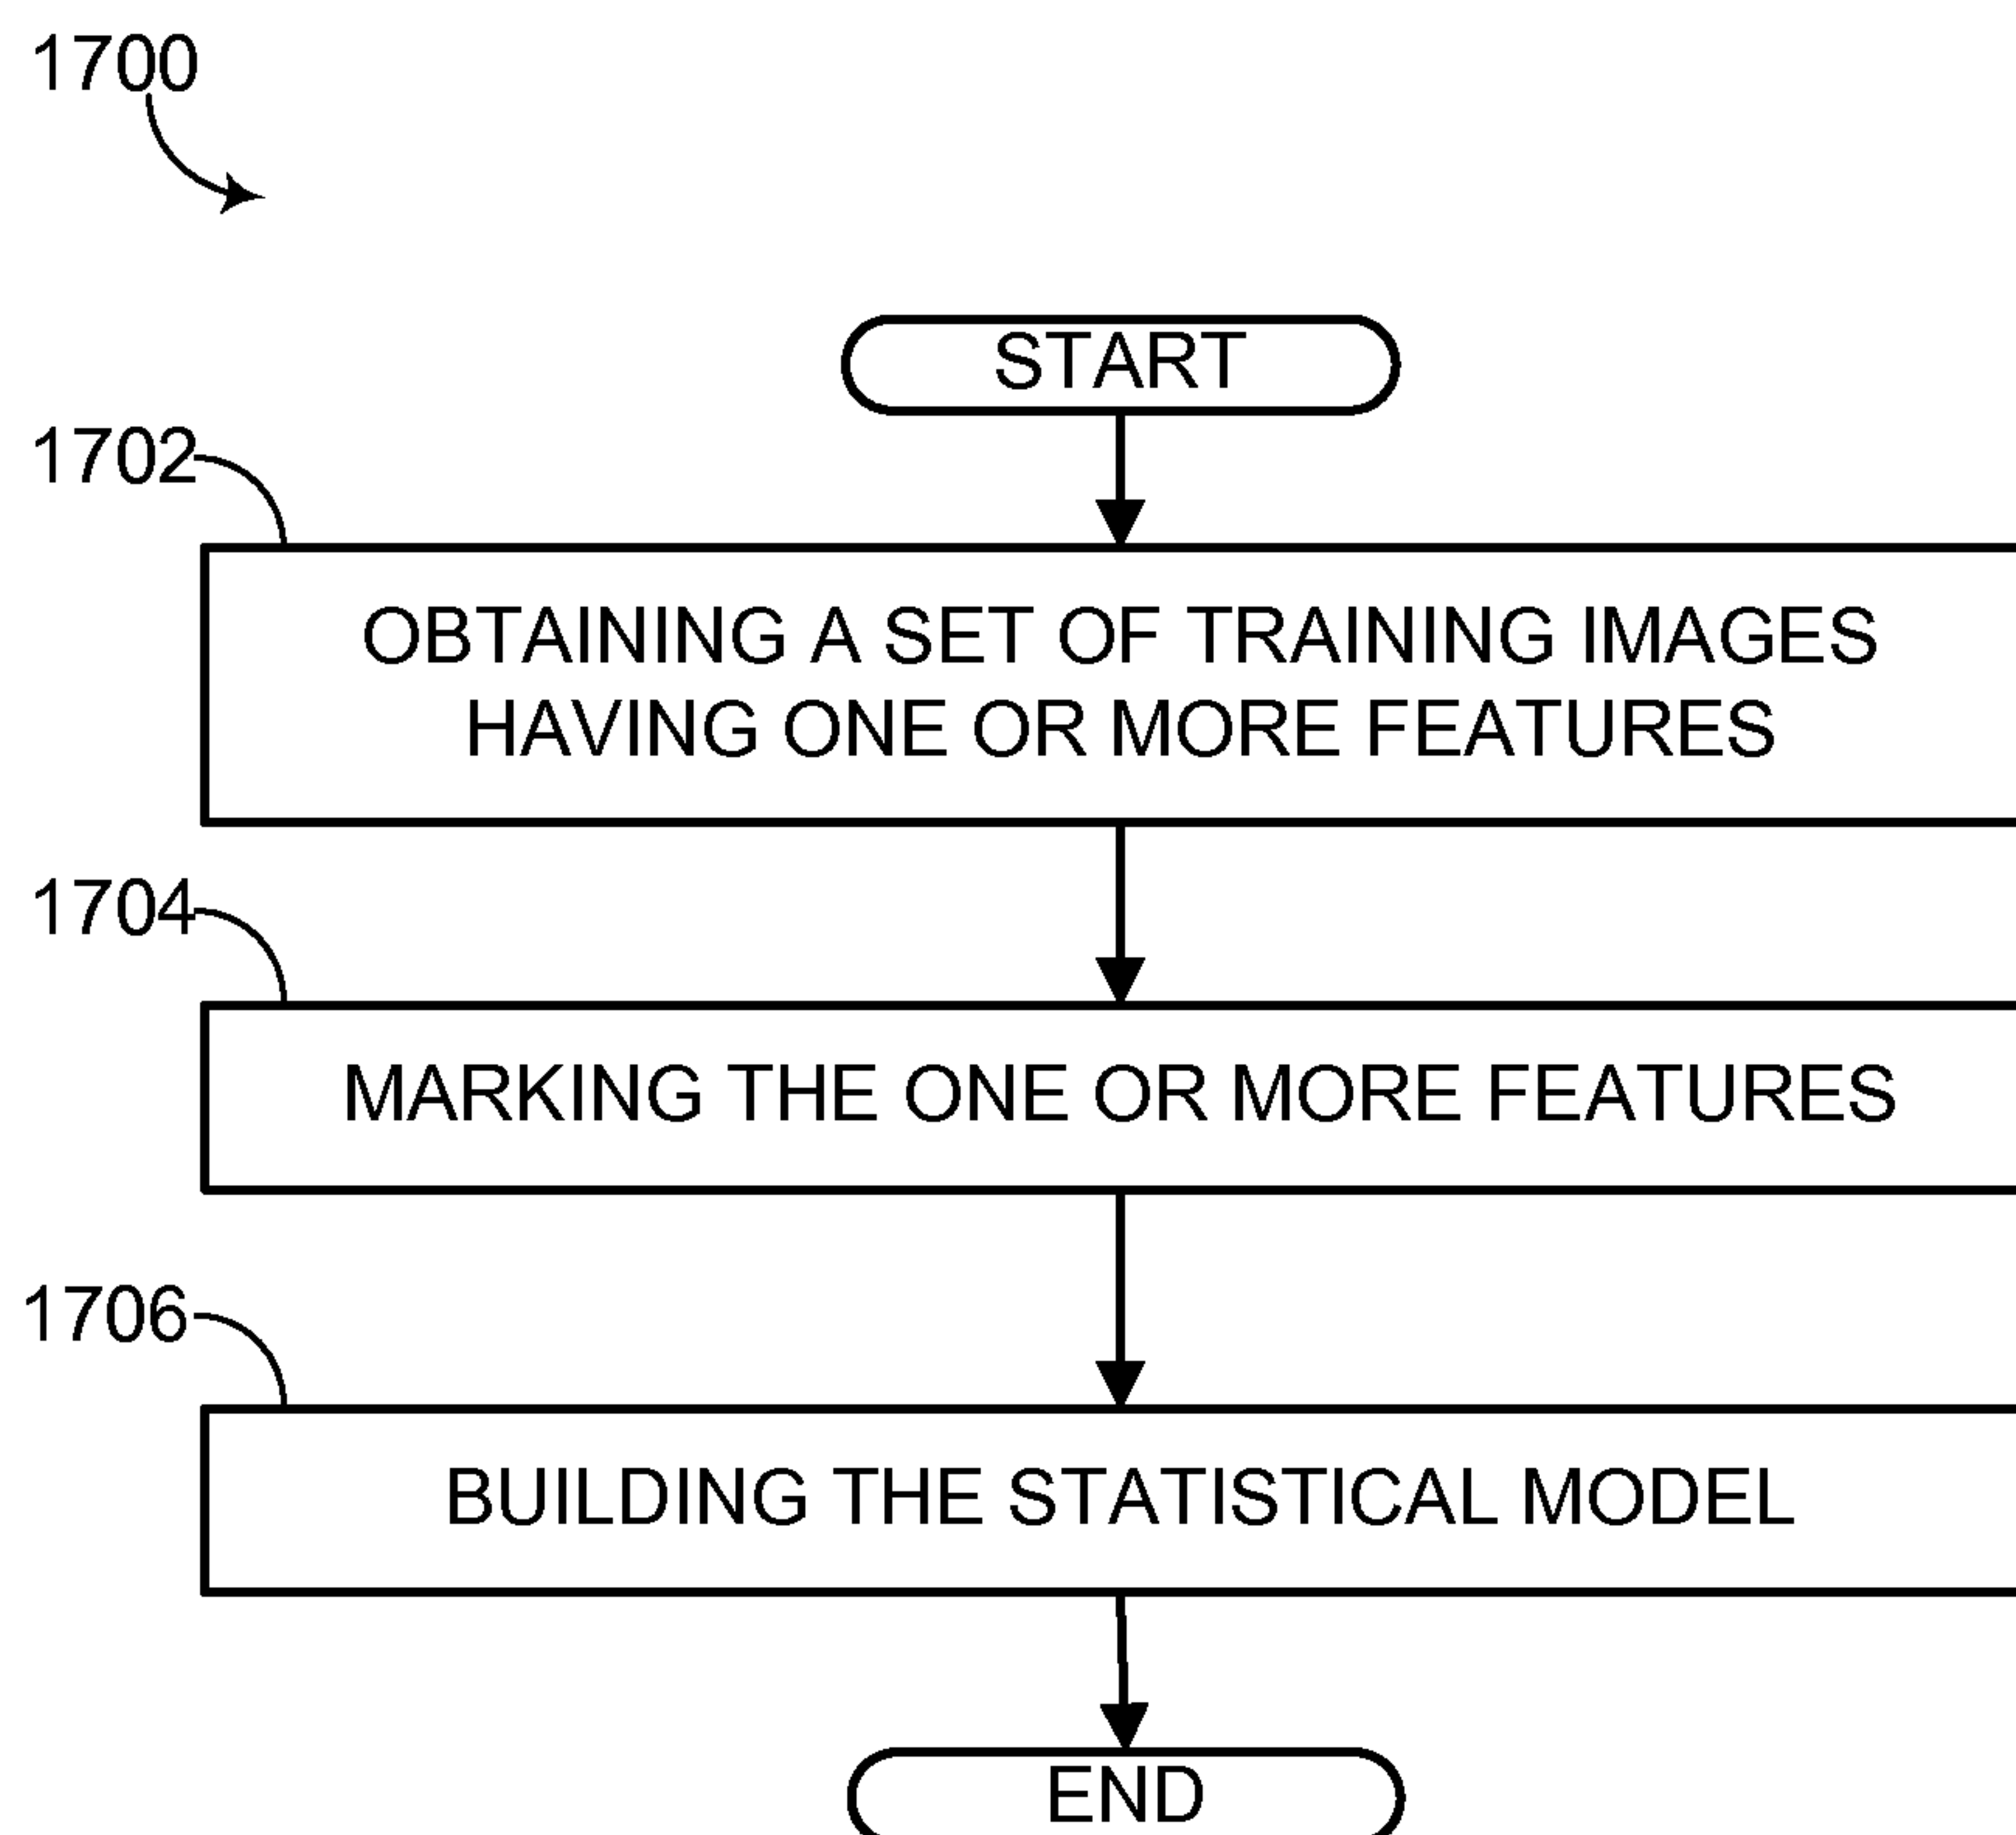 1700
START
1702
OBTAINING A SET OF TRAINING IMAGES
HAVING ONE OR MORE FEATURES
1704
MARKING THE ONE OR MORE FEATURES
1706
BUILDING THE STATISTICAL MODEL
END